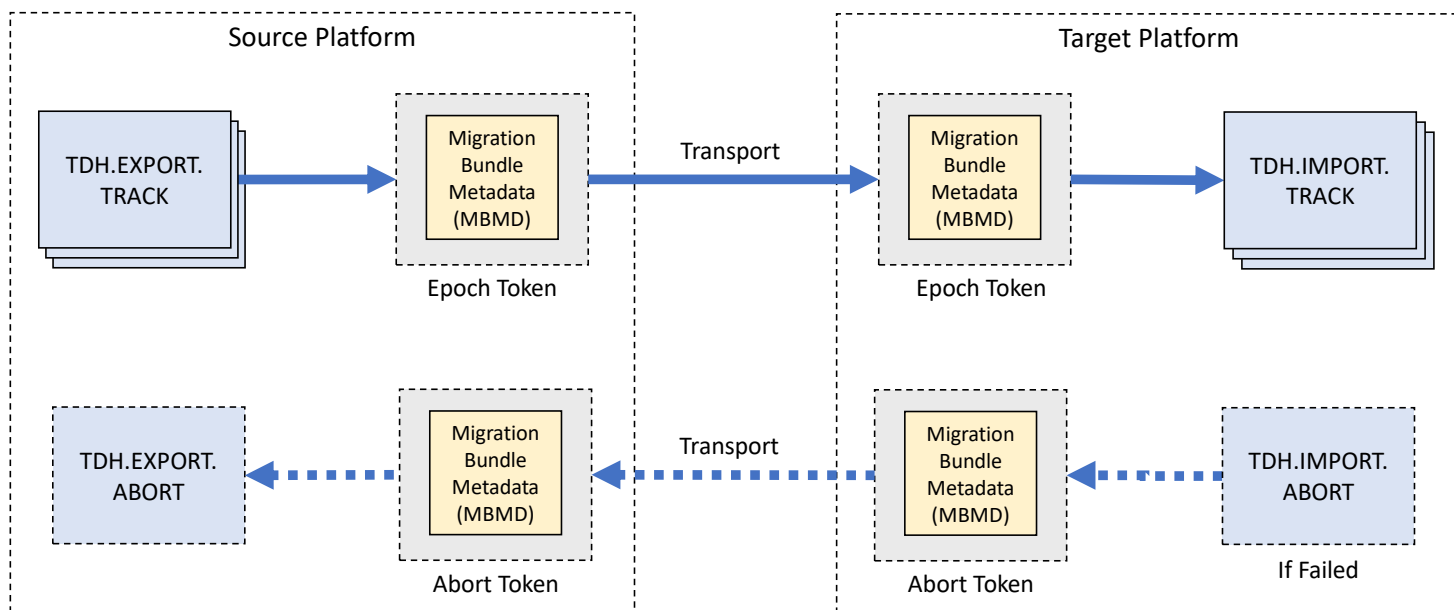 Source Platform
Target Platform
TDH.EXPORT.
TRACK
Migration
Bundle
Metadata
(MBMD)
Epoch Token
Transport
Migration
Bundle
Metadata
(MBMD)
Epoch Token
TDH.IMPORT.
TRACK
TDH.EXPORT.
ABORT
Migration
Bundle
Metadata
(MBMD)
Abort Token
Transport
Migration
Bundle
Metadata
(MBMD)
Abort Token
TDH.IMPORT.
ABORT
If Failed